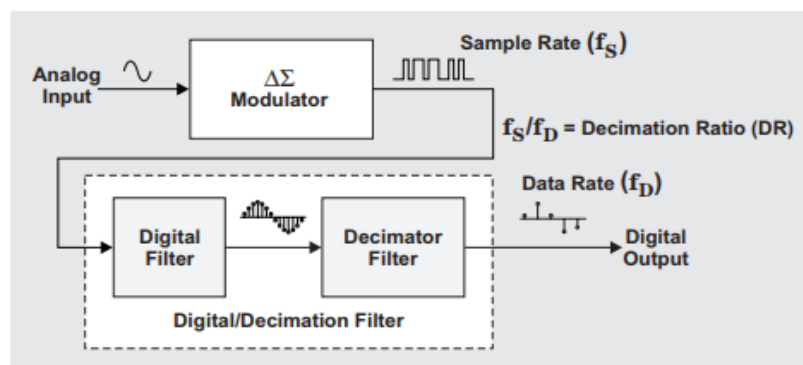 Analog
Input
ΔΣ
Modulator
Sample Rate (fS)
fS/fD = Decimation Ratio (DR)
Data Rate (fD)
Digital
Filter
Decimator
Filter
Digital
Output
Digital/Decimation Filter